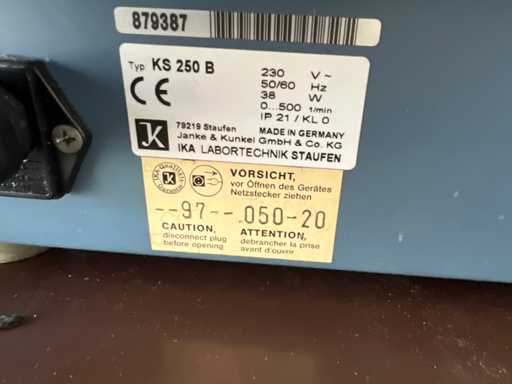 879387
Typ KS 250 B
230 V ~
50/60 Hz
38 W
0...500 1/min
IP 21 / KL 0
CE
79219 Staufen MADE IN GERMANY
Janke & Kunkel GmbH & Co. KG
IKA LABORTECHNIK STAUFEN
VORSICHT,
vor Öffnen des Gerätes
Netzstecker ziehen
--97--.050-20
CAUTION,
disconnect plug
before opening
ATTENTION,
debrancher la prise
avant d'ouvrir